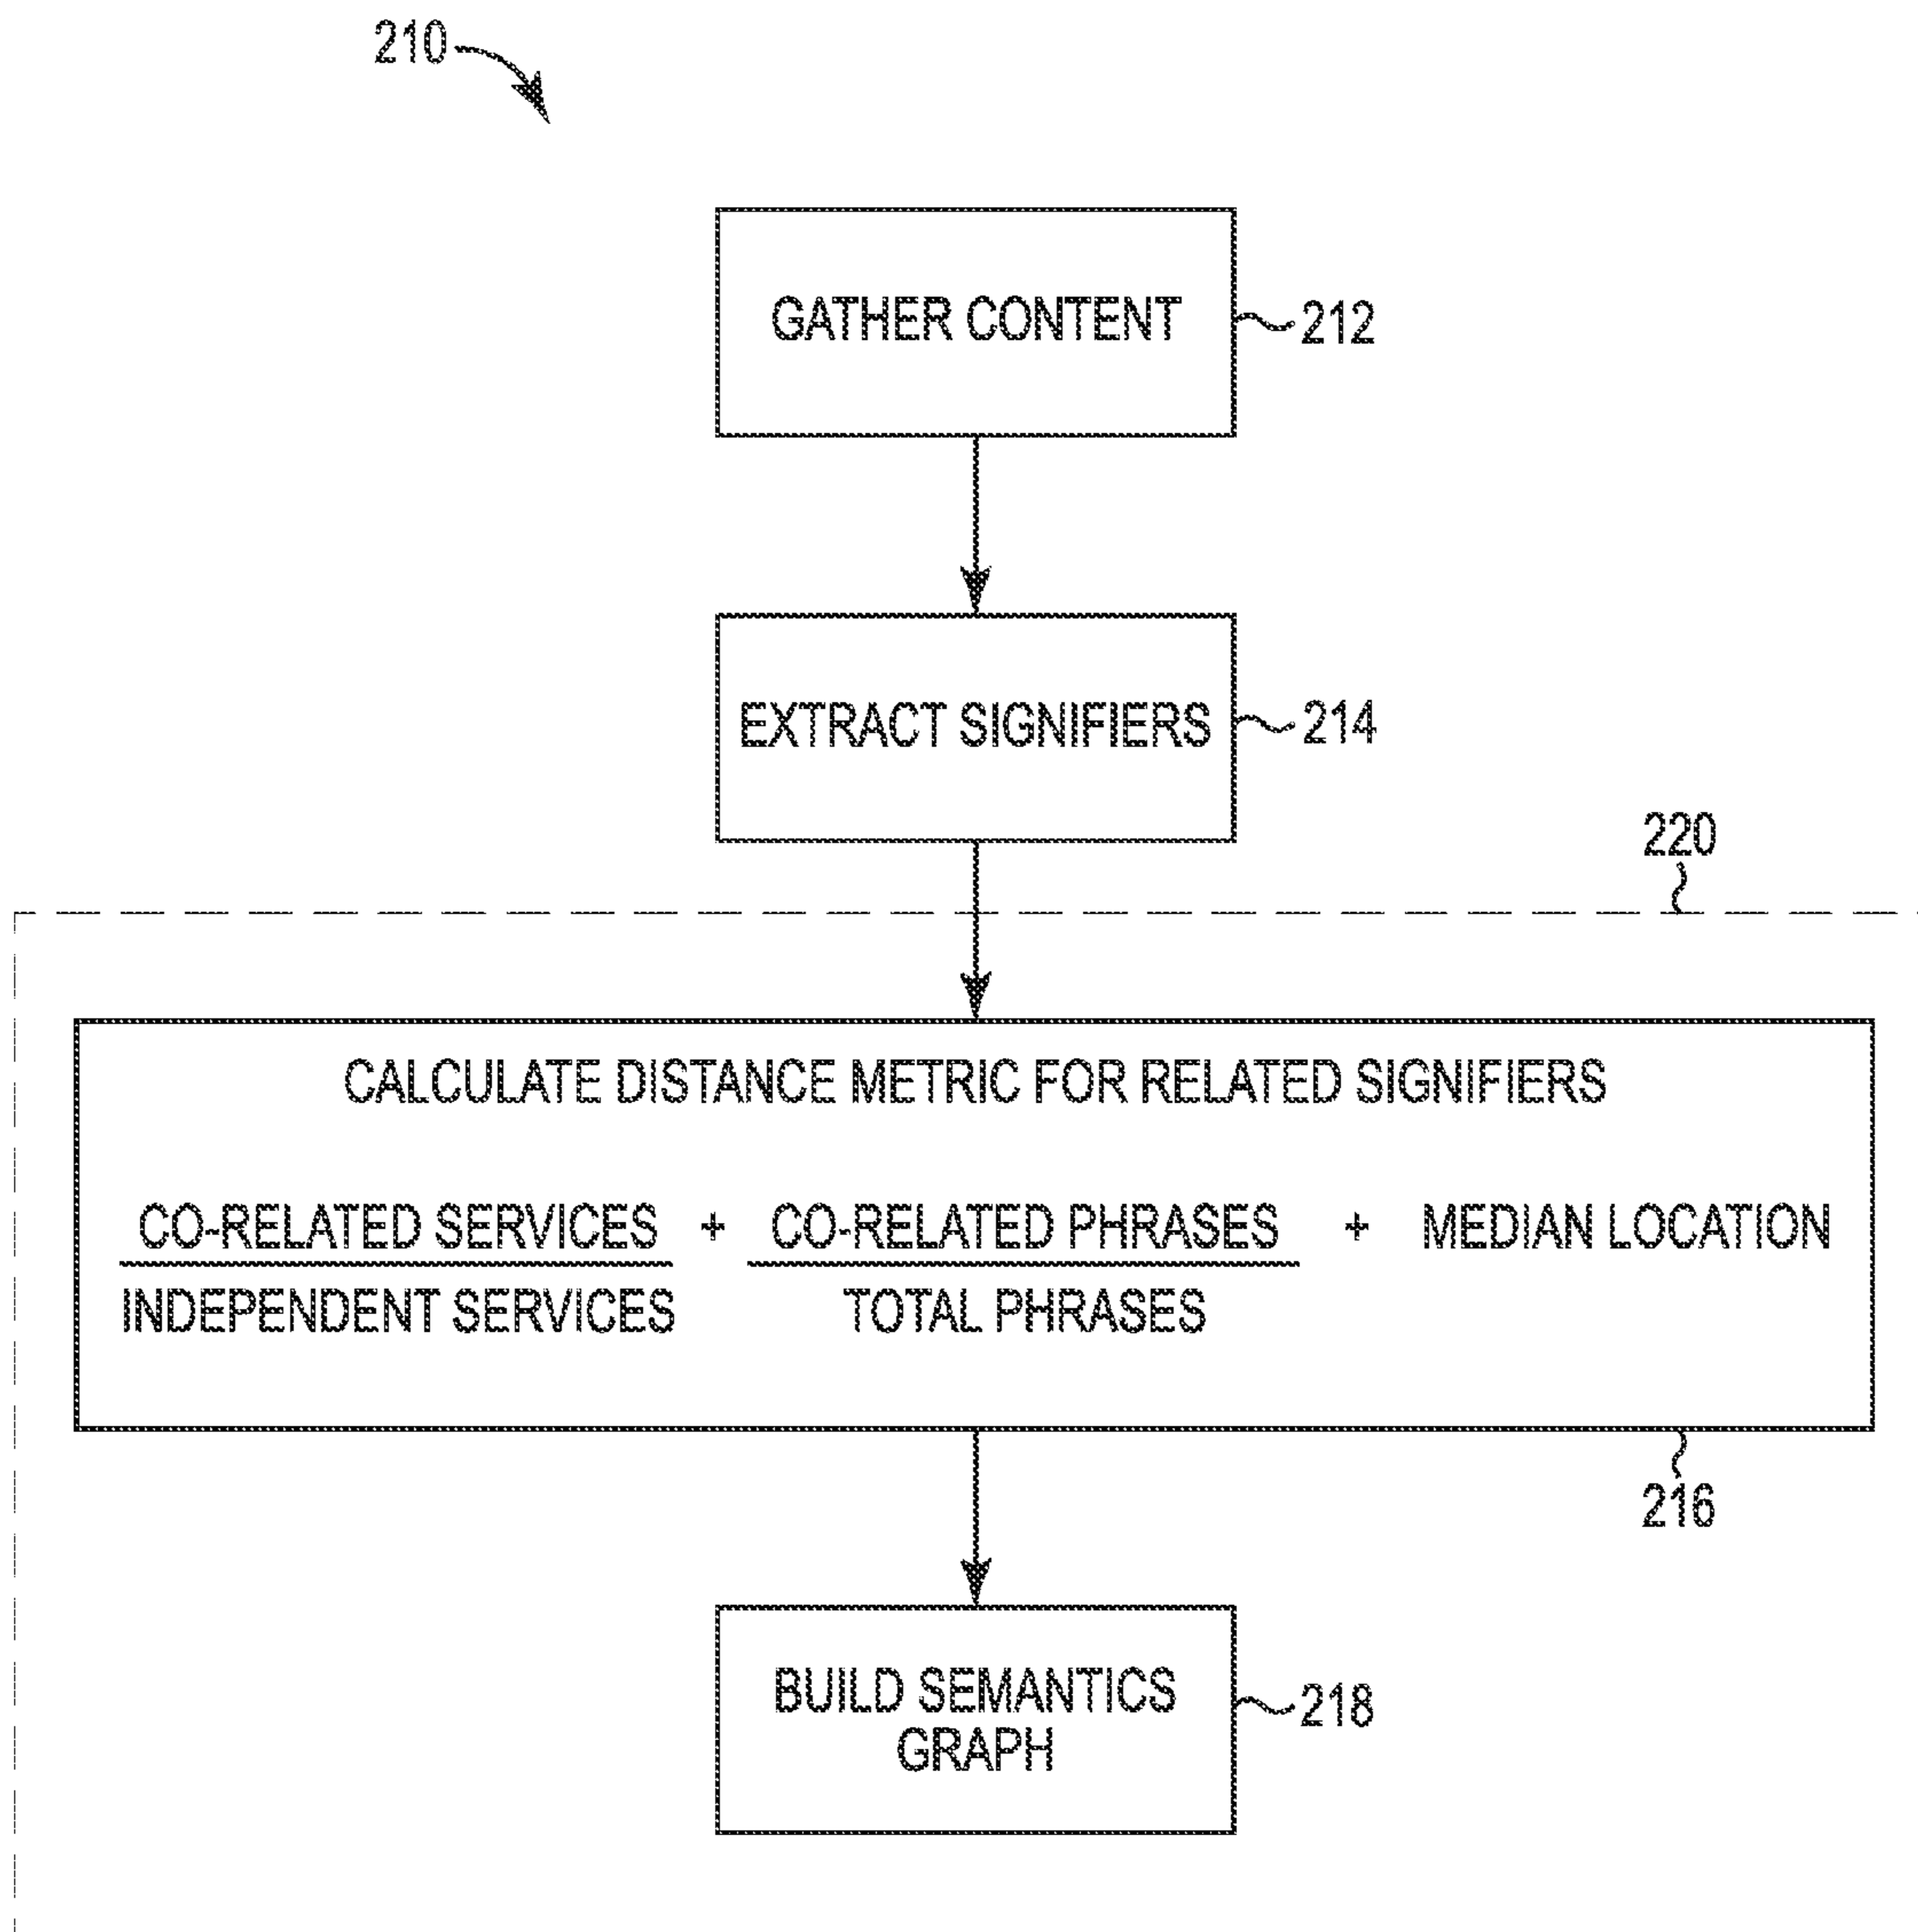 210
GATHER CONTENT
212
EXTRACT SIGNIFIERS
214
220
CALCULATE DISTANCE METRIC FOR RELATED SIGNIFIERS
CO-RELATED SERVICES + CO-RELATED PHRASES + MEDIAN LOCATION
INDEPENDENT SERVICES TOTAL PHRASES
216
BUILD SEMANTICS
GRAPH
218